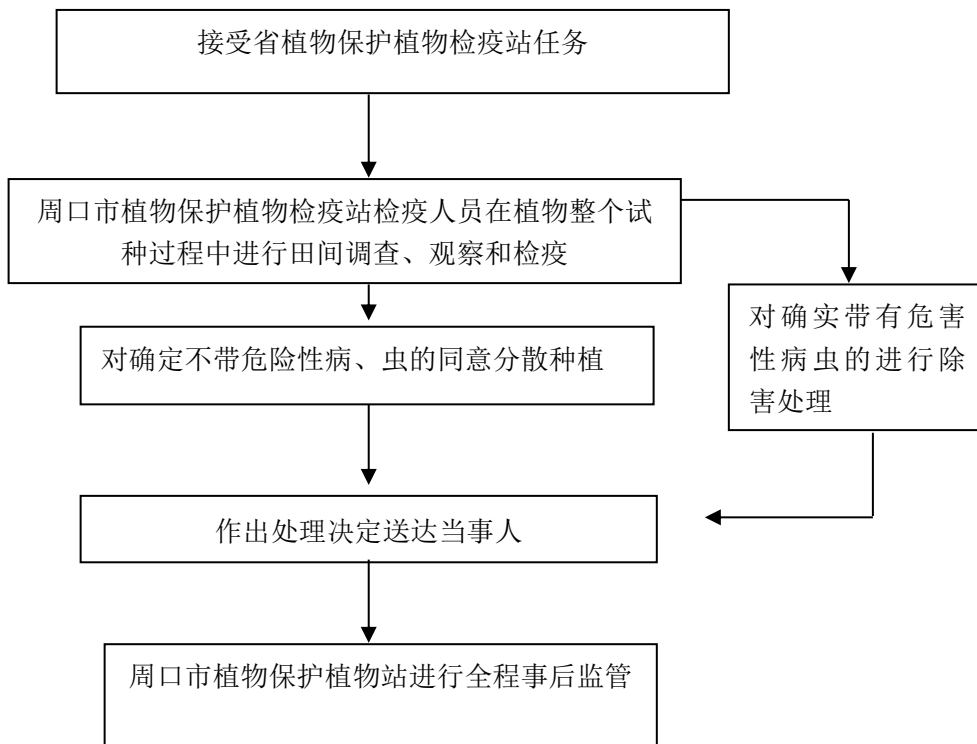 接受省植物保护植物检疫站任务
周口市植物保护植物检疫站检疫人员在植物整个试
种过程中进行田间调查、观察和检疫
对确实带有危害
性病虫的进行除
害处理
对确定不带危险性病、虫的同意分散种植
作出处理决定送达当事人
周口市植物保护植物站进行全程事后监管